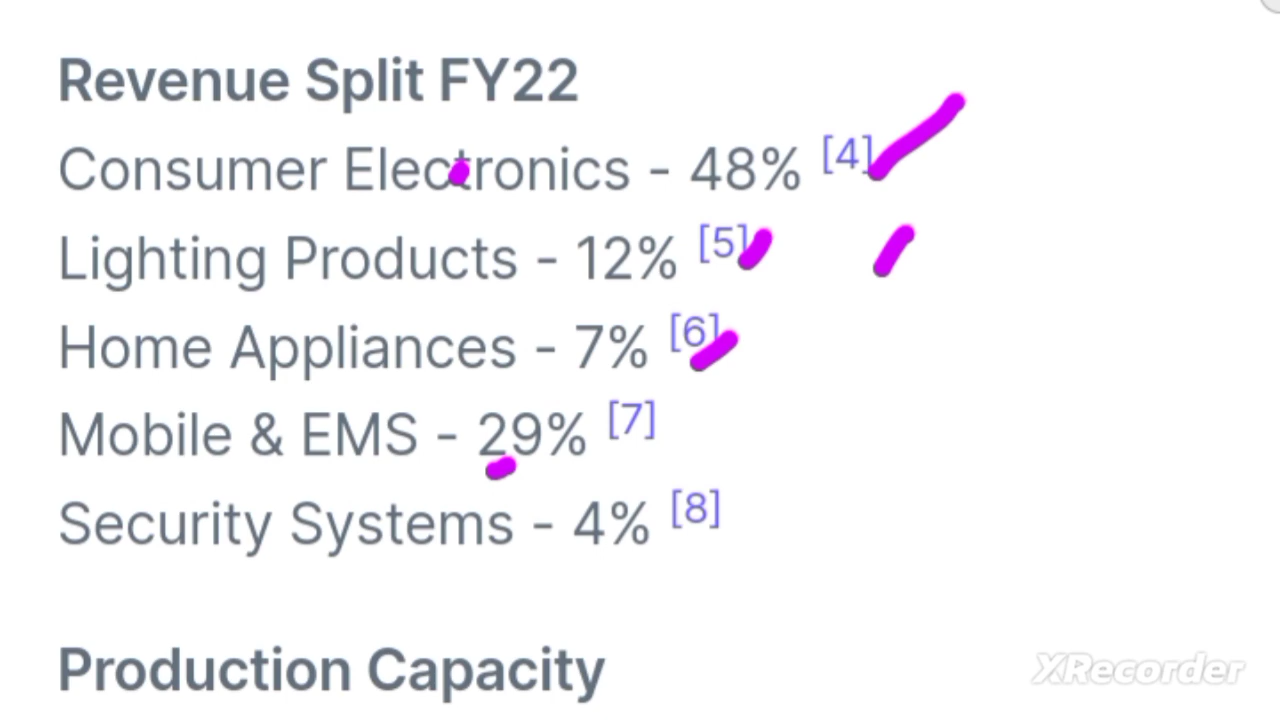 Revenue Split FY22
Consumer Electronics - 48% [4]
Lighting Products - 12% [5]
Home Appliances - 7% [6]
Mobile & EMS - 29% [7]
Security Systems - 4% [8]
Production Capacity
XRecorder